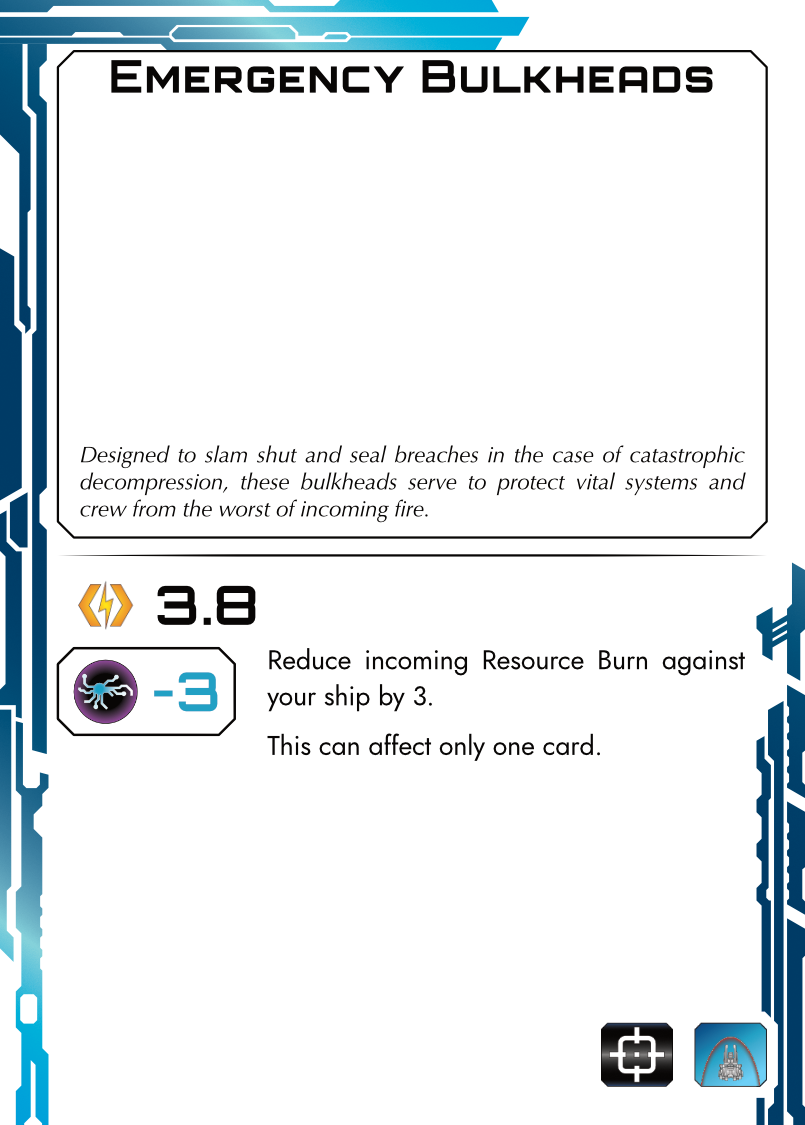 Emergency Bulkheads
Designed to slam shut and seal breaches in the case of catastrophic
decompression, these bulkheads serve to protect vital systems and
crew from the worst of incoming fire.
3.8
-3
Reduce incoming Resource Burn against
your ship by 3.
This can affect only one card.